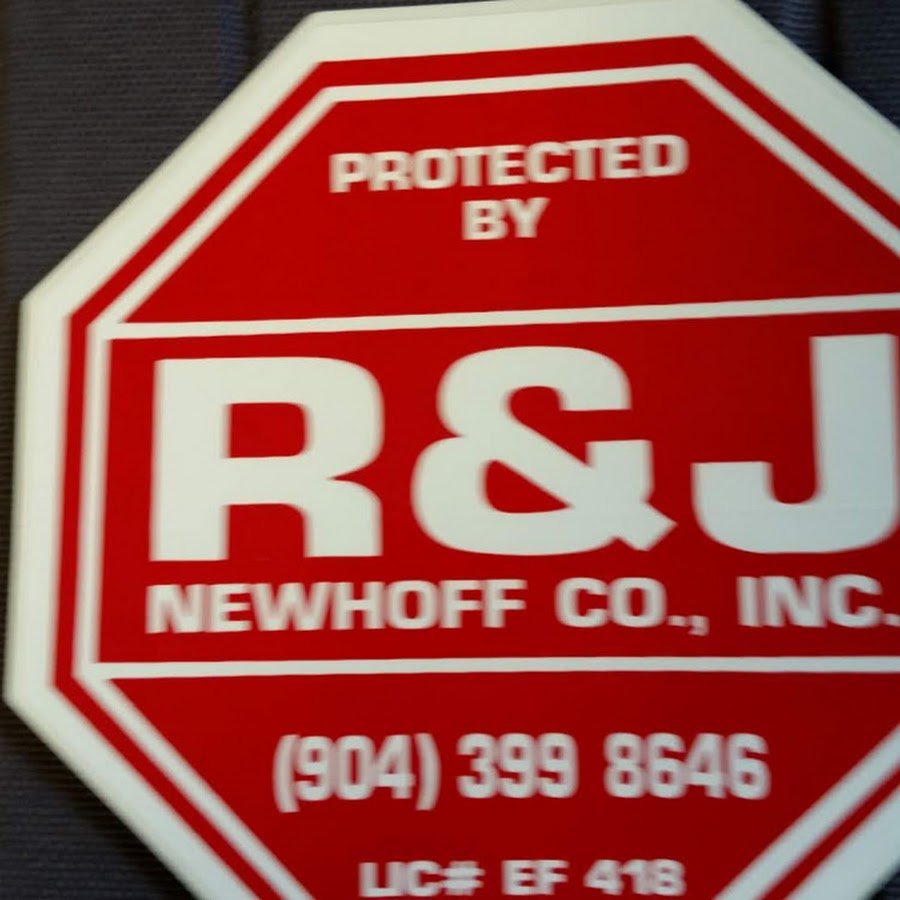 PROTECTED
BY
R&J
NEWHOFF CO., INC.
(904) 399 8646
LIC# EF 418